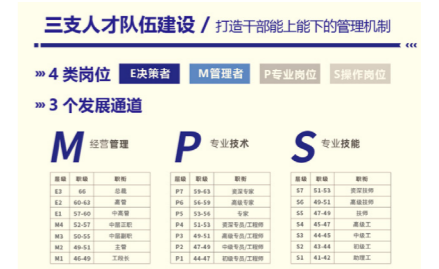 三支人才队伍建设 / 打造干部能上能下的管理机制
4 类岗位 E决策者 M管理者 P专业岗位 S操作岗位
3 个发展通道
M 经营管理 P 专业技术 S 专业技能
层级 职级 职衔 层级 职级 职衔 层级 职级 职衔
E3 66 总裁 P7 59-63 资深专家 S7 51-53 资深技师
E2 60-63 高管 P6 56-59 高级专家 S6 49-51 高级技师
E1 57-60 中高管 P5 53-56 专家 S5 47-49 技师
M4 52-57 中层正职 P4 51-53 资深专员/工程师 S4 45-47 高级工
M3 50-55 中层副职 P3 49-51 高级专员/工程师 S3 44-45 中级工
M2 49-51 主管 P2 47-49 中级专员/工程师 S2 43-44 初级工
M1 46-49 工段长 P1 44-47 初级专员/工程师 S1 41-42 助理工